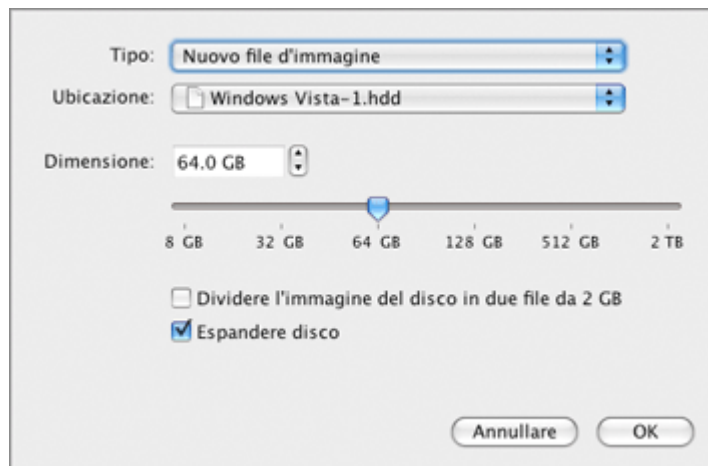 Tipo: Nuovo file d'immagine
Ubicazione: Windows Vista-1.hdd
Dimensione: 64.0 GB
8 GB 32 GB 64 GB 128 GB 512 GB 2 TB
Dividere l'immagine del disco in due file da 2 GB
Espandere disco
Annullare OK